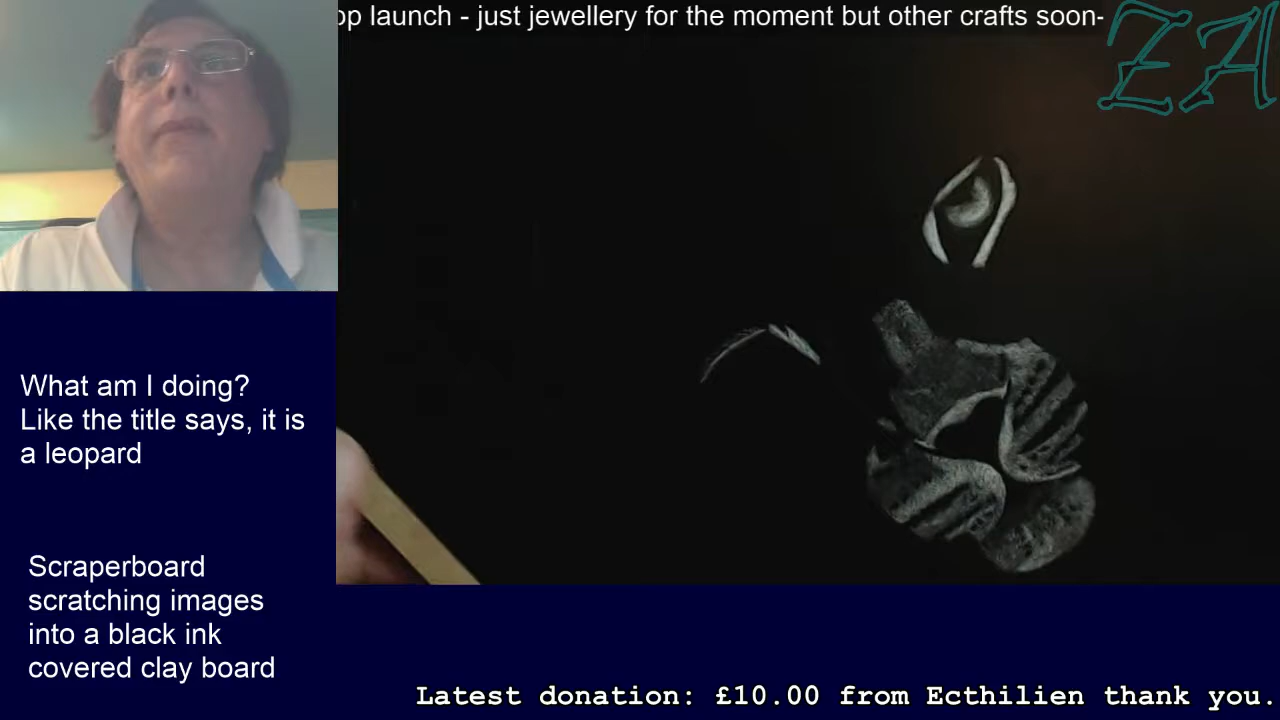 op launch - just jewellery for the moment but other crafts soon-
ZA
What am I doing?
Like the title says, it is
a leopard
Scraperboard
scratching images
into a black ink
covered clay board
Latest donation: £10.00 from Ecthilien thank you.